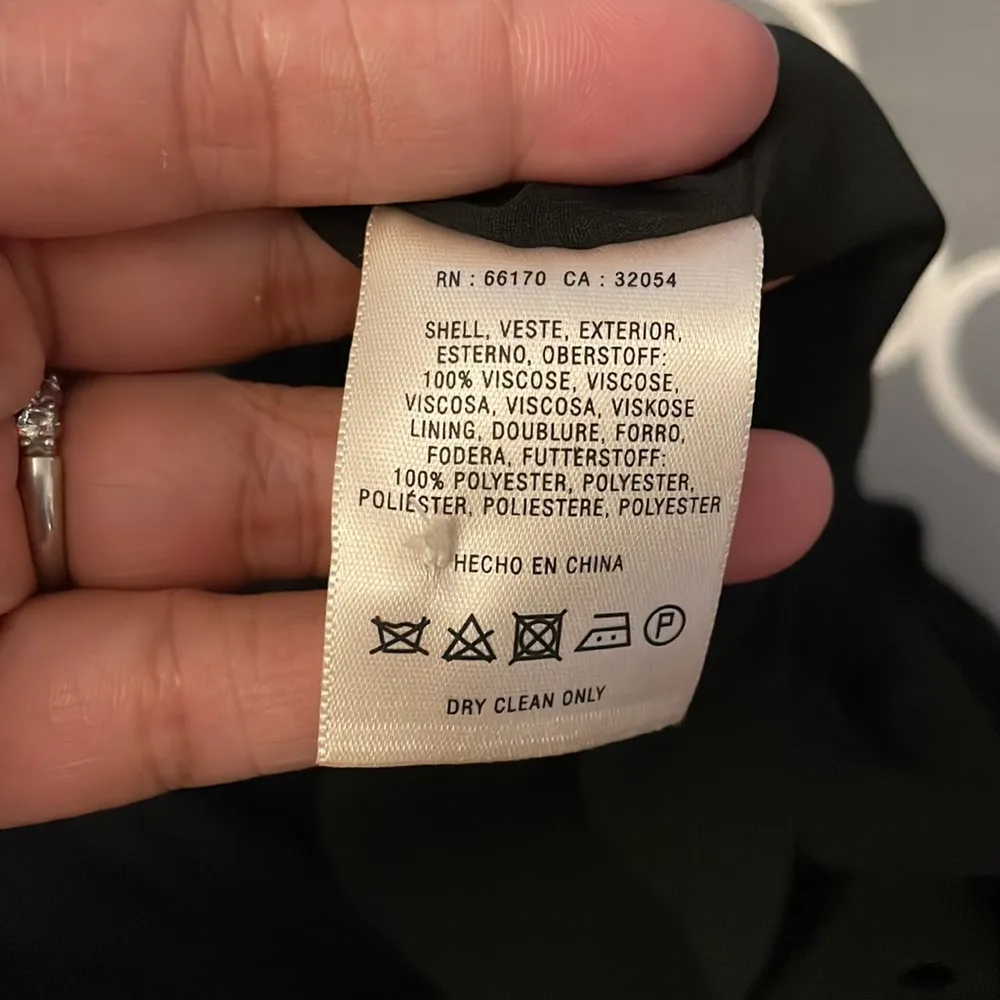 RN : 66170 CA : 32054
SHELL, VESTE, EXTERIOR,
ESTERNO, OBERSTOFF:
100% VISCOSE, VISCOSE,
VISCOSA, VISCOSA, VISKOSE
LINING, DOUBLURE, FORRO,
FODERA, FUTTERSTOFF:
100% POLYESTER, POLYESTER,
POLIÉSTER, POLIESTERE, POLYESTER
HECHO EN CHINA
P
DRY CLEAN ONLY